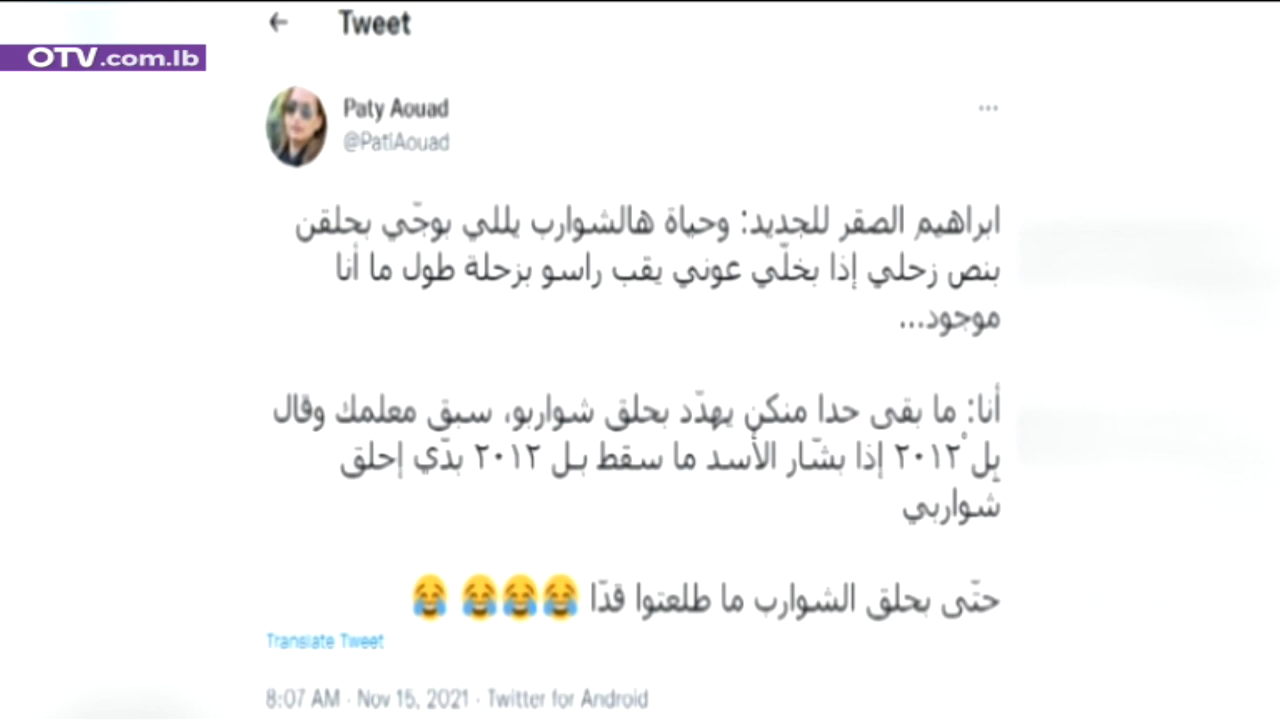 Tweet
OTV.com.lb
Paty Aouad
@PatiAouad
ابراهيم الصقر للجديد: وحياة هالشوارب يللي بوجّي بحلقن
بنص زحلي إذا بخلّي عوني يقب راسو بزحلة طول ما أنا
موجود...
أنا: ما بقى حدا منكن يهدّد بحلق شواربو، سبق معلمك وقال
بِل ٢٠١٢ إذا بشّار الأسد ما سقط بـل ٢٠١٢ بدّي إحلق
شواربي
حتّى بحلق الشوارب ما طلعتوا قدّا 😂😂😂 😂
Translate Tweet
8:07 AM · Nov 15, 2021 · Twitter for Android